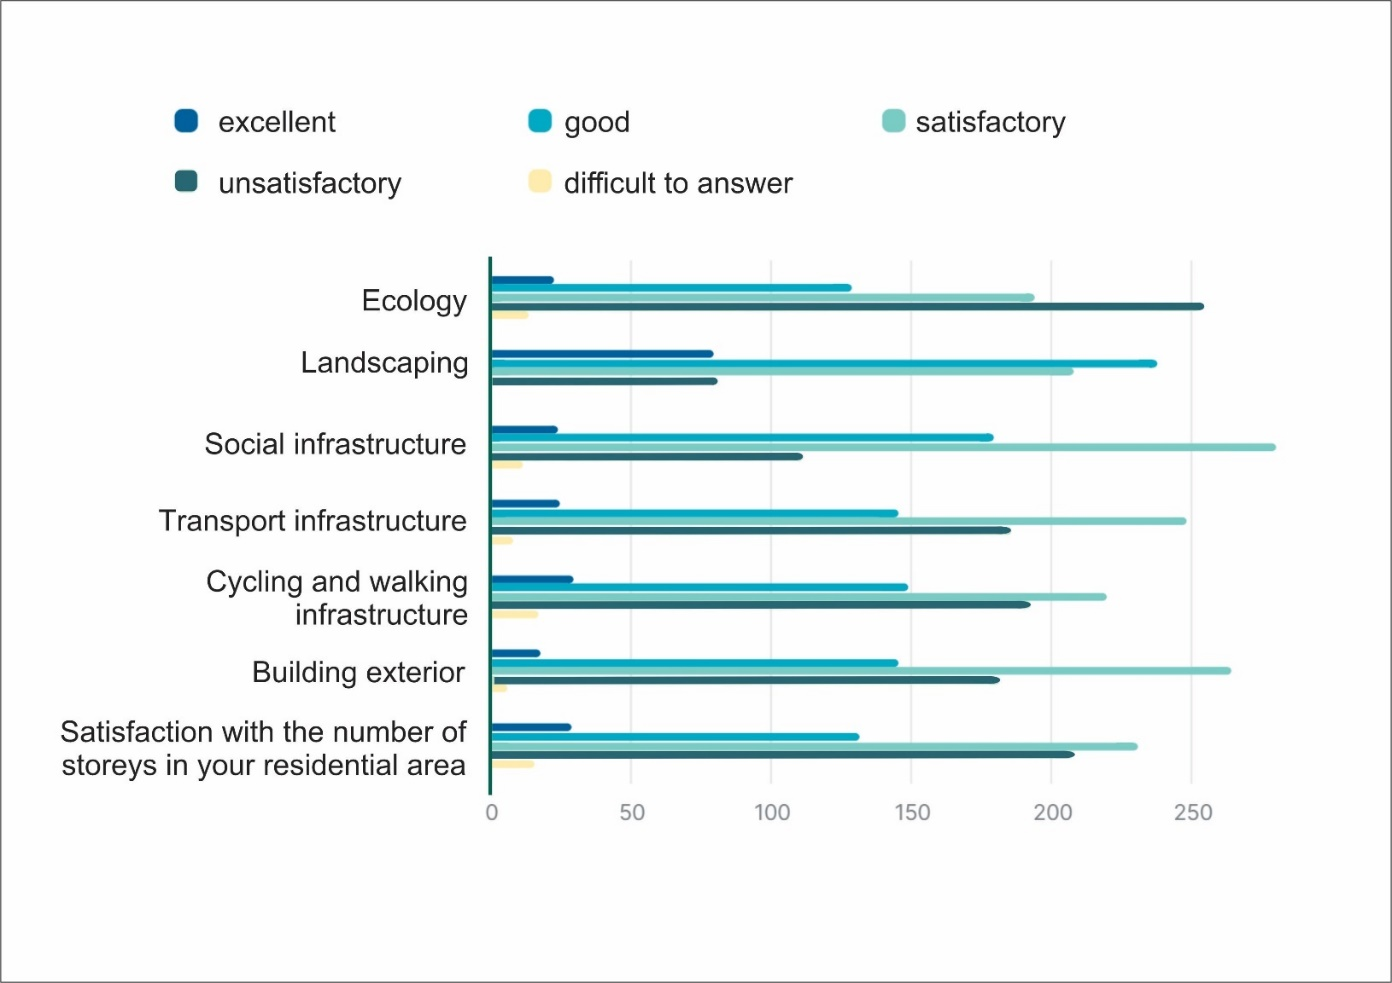 excellent
good
satisfactory
unsatisfactory
difficult to answer
Ecology
Landscaping
Social infrastructure
Transport infrastructure
Cycling and walking
infrastructure
Building exterior
Satisfaction with the number of
storeys in your residential area
0
50
100
150
200
250